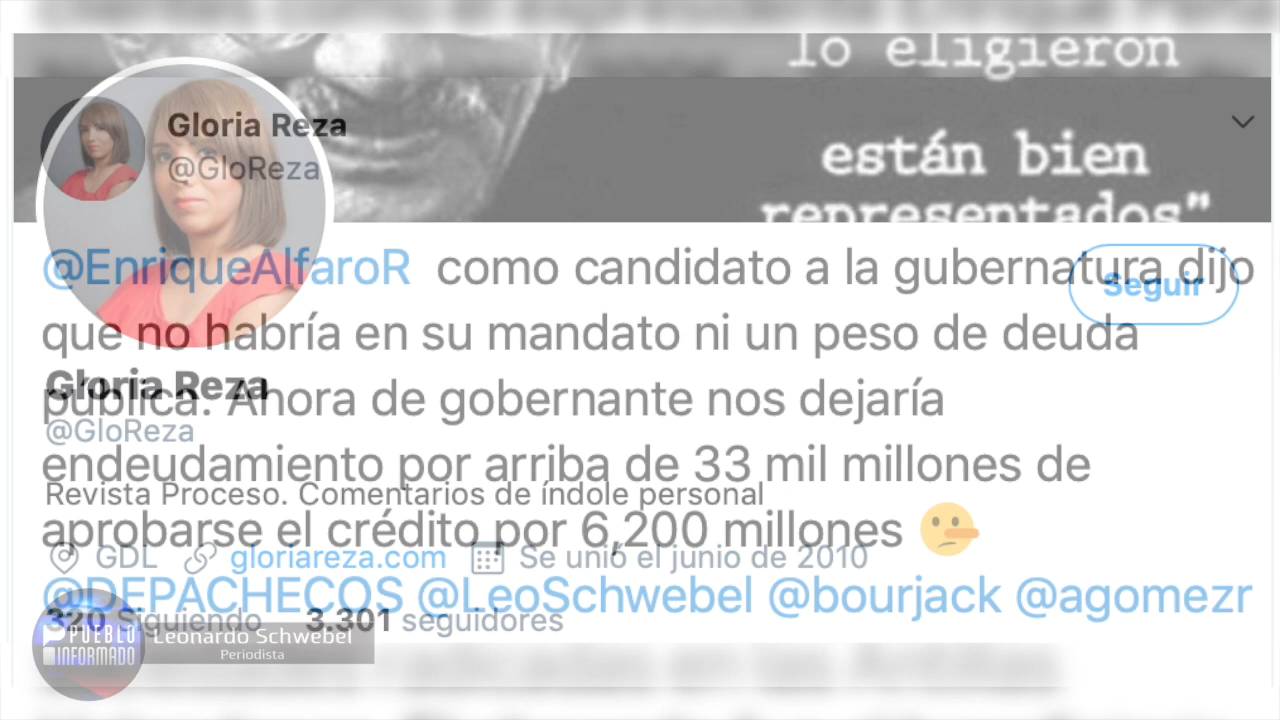 lo eligieron
están bien
representados"
Gloria Reza
@GloReza
@EnriqueAlfaroR como candidato a la gubernatura dijo
que no habría en su mandato ni un peso de deuda
pública. Ahora de gobernante nos dejaría
endeudamiento por arriba de 33 mil millones de
aprobarse el crédito por 6,200 millones
@DEPACHECOS @LeoSchwebel @bourjack @agomezr
Seguir
Gloria Reza
@GloReza
Revista Proceso. Comentarios de índole personal
GDL gloriareza.com Se unió el junio de 2010
320 Siguiendo 3.301 seguidores
PUEBLO
INFORMADO
Leonardo Schwebel
Periodista